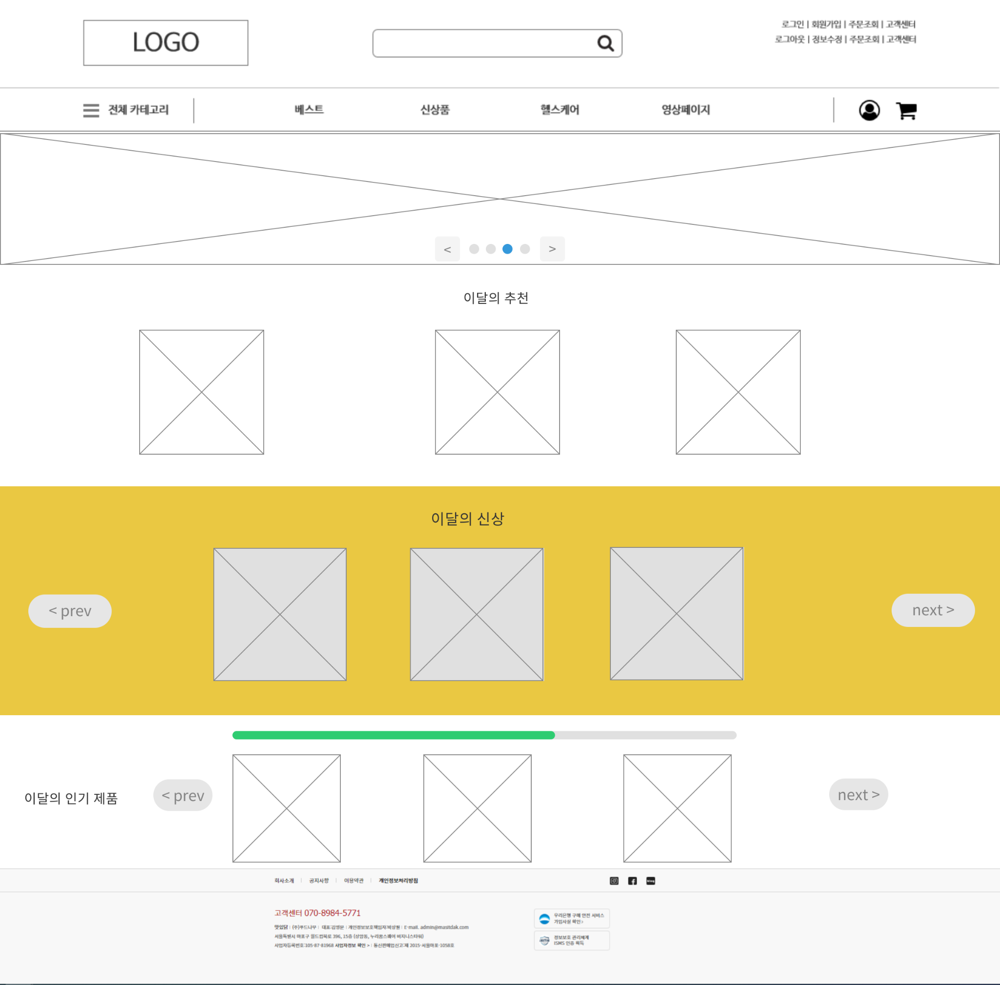 LOGO
로그인 | 회원가입 | 주문조회 | 고객센터
로그아웃 | 정보수정 | 주문조회 | 고객센터
전체 카테고리
베스트
신상품
헬스케어
영상페이지
<
>
이달의 추천
이달의 신상
< prev
next >
이달의 인기 제품
< prev
next >
회사소개 | 공지사항 | 이용약관 | 개인정보처리방침
blog
고객센터 070-8984-5771
맛있닭 | (주)푸드나무 | 대표:김영문 | 개인정보보호책임자:박상필 | E-mail. admin@masitdak.com
서울특별시 마포구 월드컵북로 396, 15층 (상암동, 누리꿈스퀘어 비지니스타워)
사업자등록번호:105-87-81968 사업자정보 확인 > | 통신판매업신고:제 2015-서울마포-1058호
우리은행 구매 안전 서비스
가입사실 확인 >
정보보호 관리체계
ISMS 인증 획득